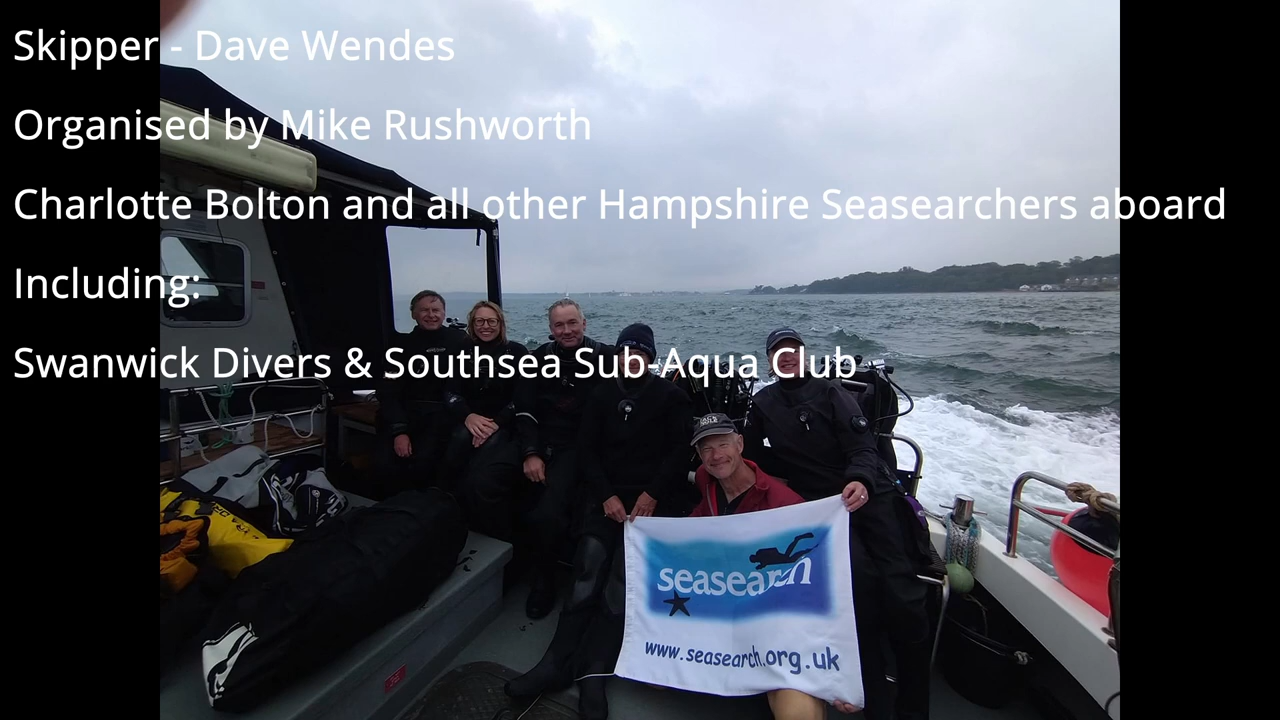 Skipper - Dave Wendes
Organised by Mike Rushworth
Charlotte Bolton and all other Hampshire Seasearchers aboard
Including:
Swanwick Divers & Southsea Sub-Aqua Club
seasearch
www.seasearch.org.uk